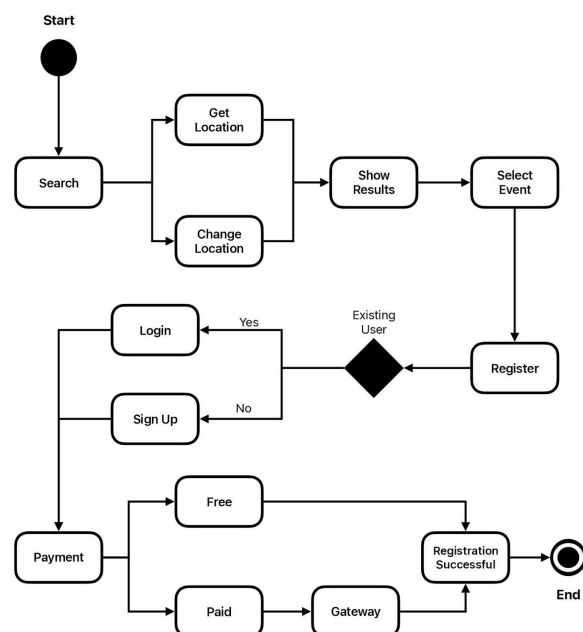 Start
Get
Location
Search
Show
Results
Select
Event
Change
Location
Existing
User
Login
Yes
Register
Sign Up
No
Free
Payment
Registration
Successful
Paid
Gateway
End